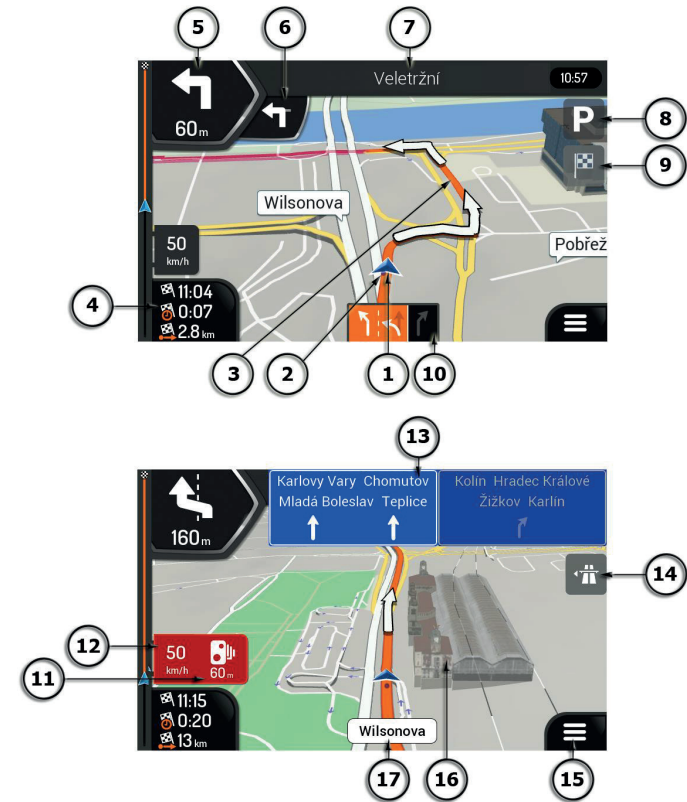 5 6 7
Veletržní
10:57
60 m
P
8
9
Wilsonova
50
km/h
Pobřež
4
11:04
0:07
2.8 km
3 2 1 10
13
Karlovy Vary Chomutov
Mladá Boleslav Teplice
Kolín Hradec Králové
Žižkov Karlín
160 m
14
12
50
km/h
60 m
11
11:15
0:20
13 km
Wilsonova
17 16 15